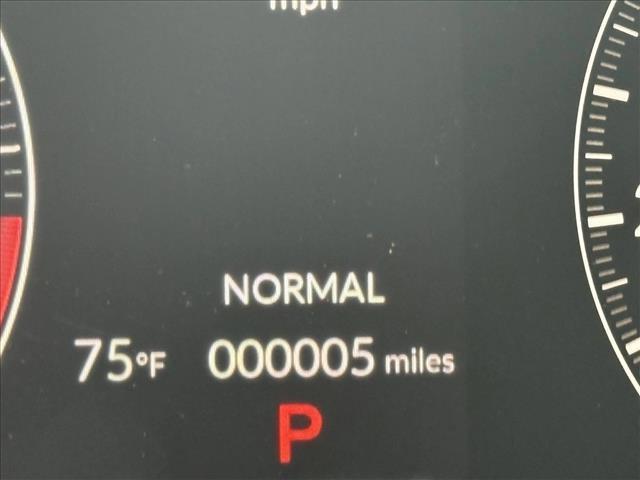 mph
NORMAL
75°F 000005 miles
P